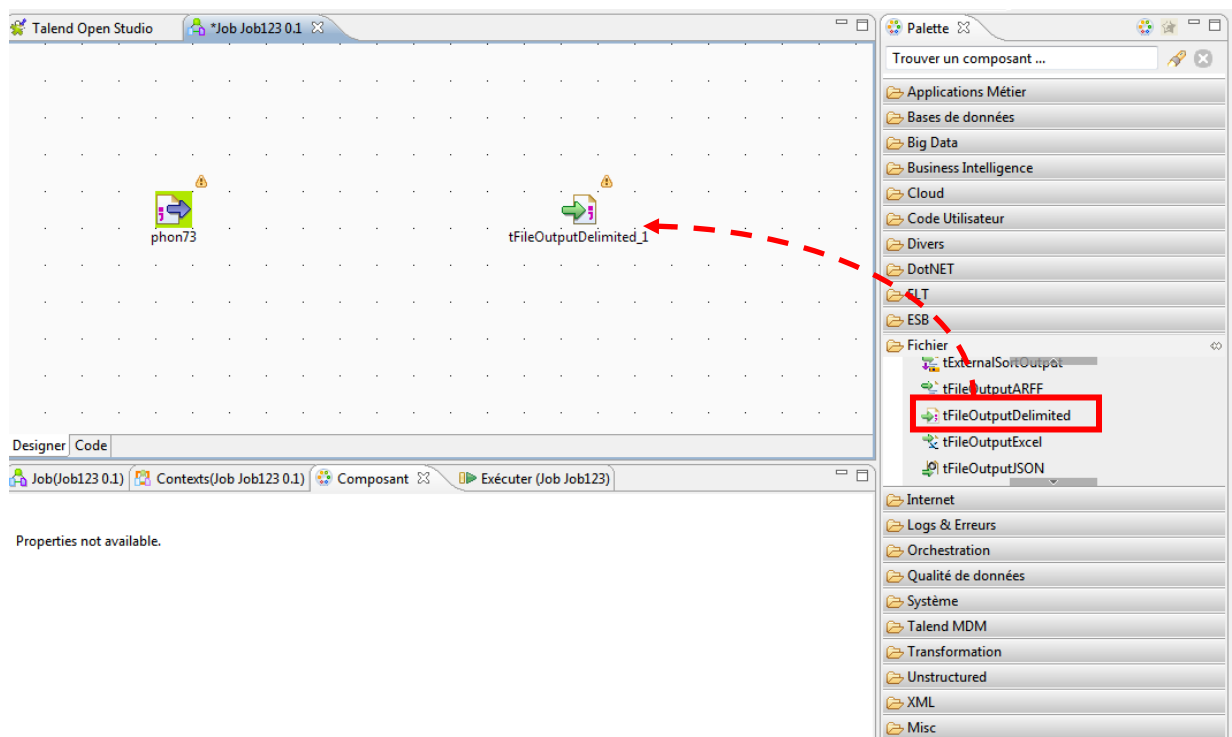 Talend Open Studio
*Job Job123 0.1
Palette
Trouver un composant ...
Applications Métier
Bases de données
Big Data
Business Intelligence
Cloud
Code Utilisateur
Divers
DotNET
ELT
ESB
Fichier
tExternalSortOutput
tFileOutputARFF
tFileOutputDelimited
tFileOutputExcel
tFileOutputJSON
Internet
Logs & Erreurs
Orchestration
Qualité de données
Système
Talend MDM
Transformation
Unstructured
XML
Misc
phon73
tFileOutputDelimited_1
Designer Code
Job(Job123 0.1) Contexts(Job Job123 0.1) Composant Exécuter (Job Job123)
Properties not available.